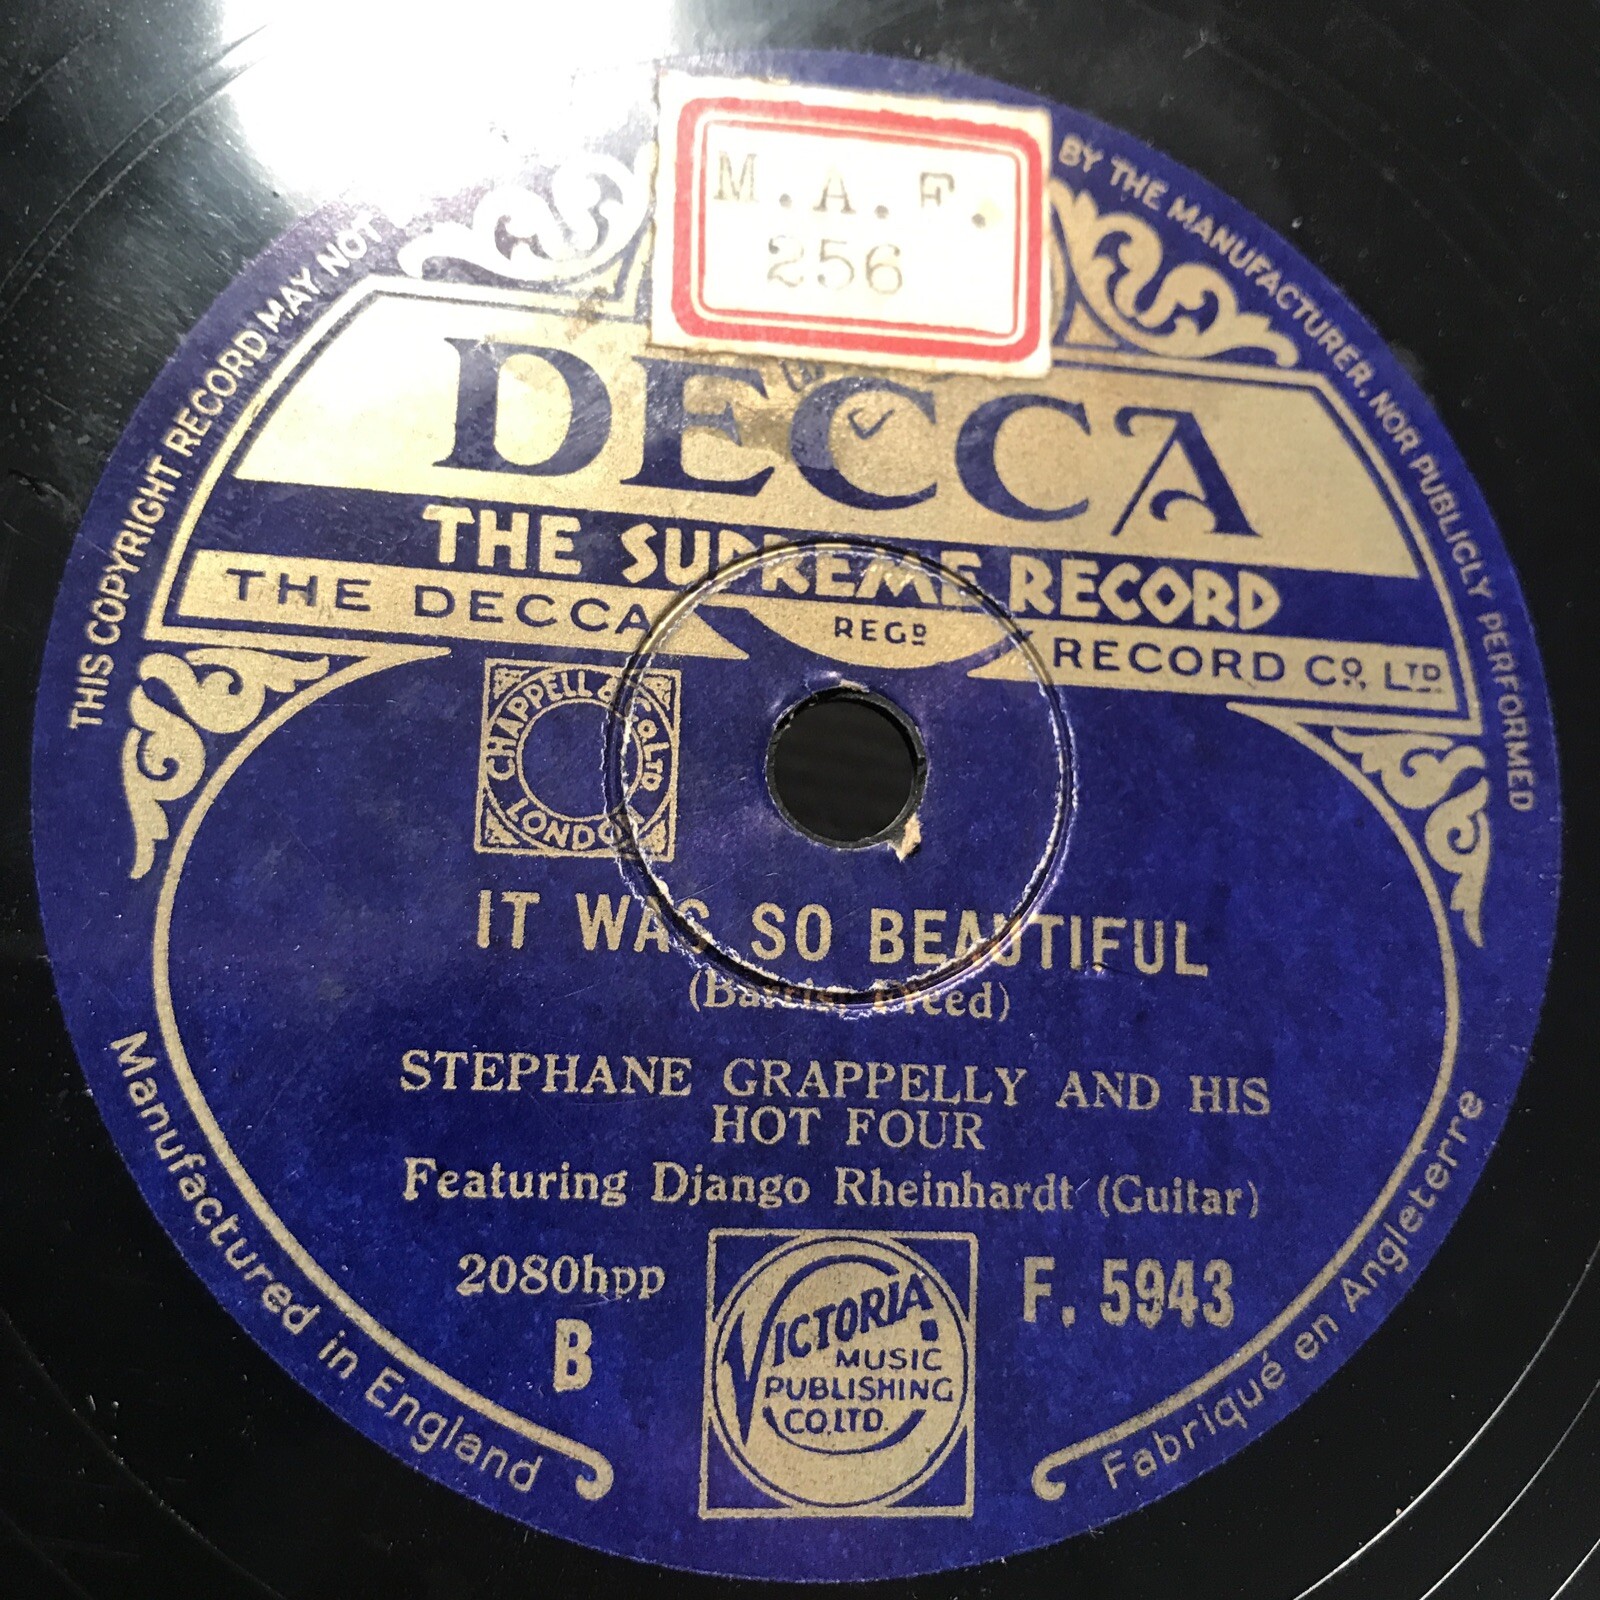 M.A.F.
256
THIS COPYRIGHT RECORD MAY NOT
BY THE MANUFACTURER, NOR PUBLICLY PERFORMED
DECCA
THE SUPREME RECORD
THE DECCA REGD RECORD CO., LTD.
CHAPPELL & CO LTD
LONDON
IT WAS SO BEAUTIFUL
(Barris, Freed)
STEPHANE GRAPPELLY AND HIS
HOT FOUR
Featuring Django Rheinhardt (Guitar)
2080hpp
B
F. 5943
VICTORIA
MUSIC
PUBLISHING
CO. LTD.
Manufactured in England
Fabriqué en Angleterre